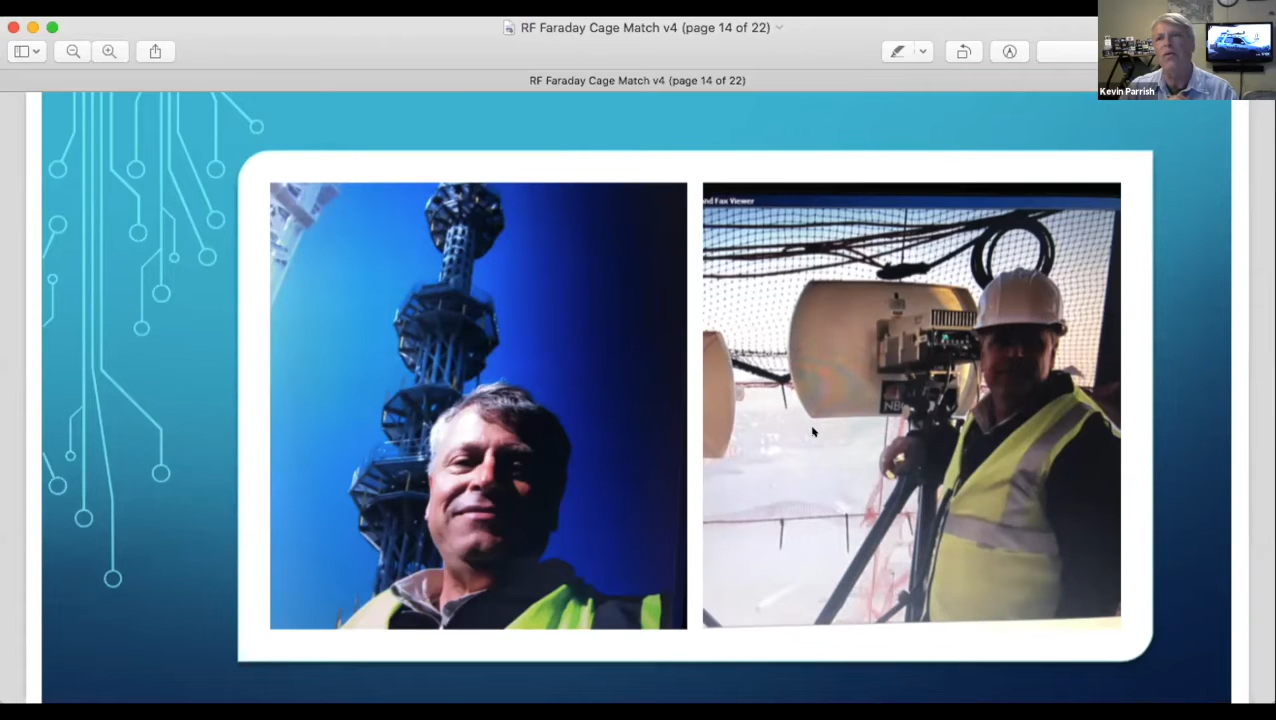 RF Faraday Cage Match v4 (page 14 of 22)
RF Faraday Cage Match v4 (page 14 of 22)
Kevin Parrish
nd Fax Viewer
NBC